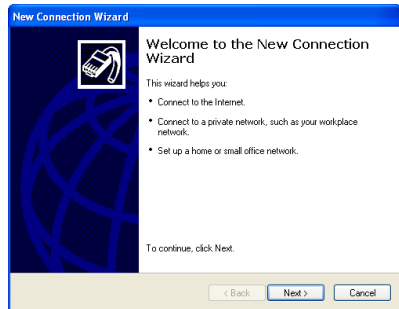 New Connection Wizard
Welcome to the New Connection
Wizard
This wizard helps you:
• Connect to the Internet.
• Connect to a private network, such as your workplace
network.
• Set up a home or small office network.
To continue, click Next.
< Back
Next >
Cancel